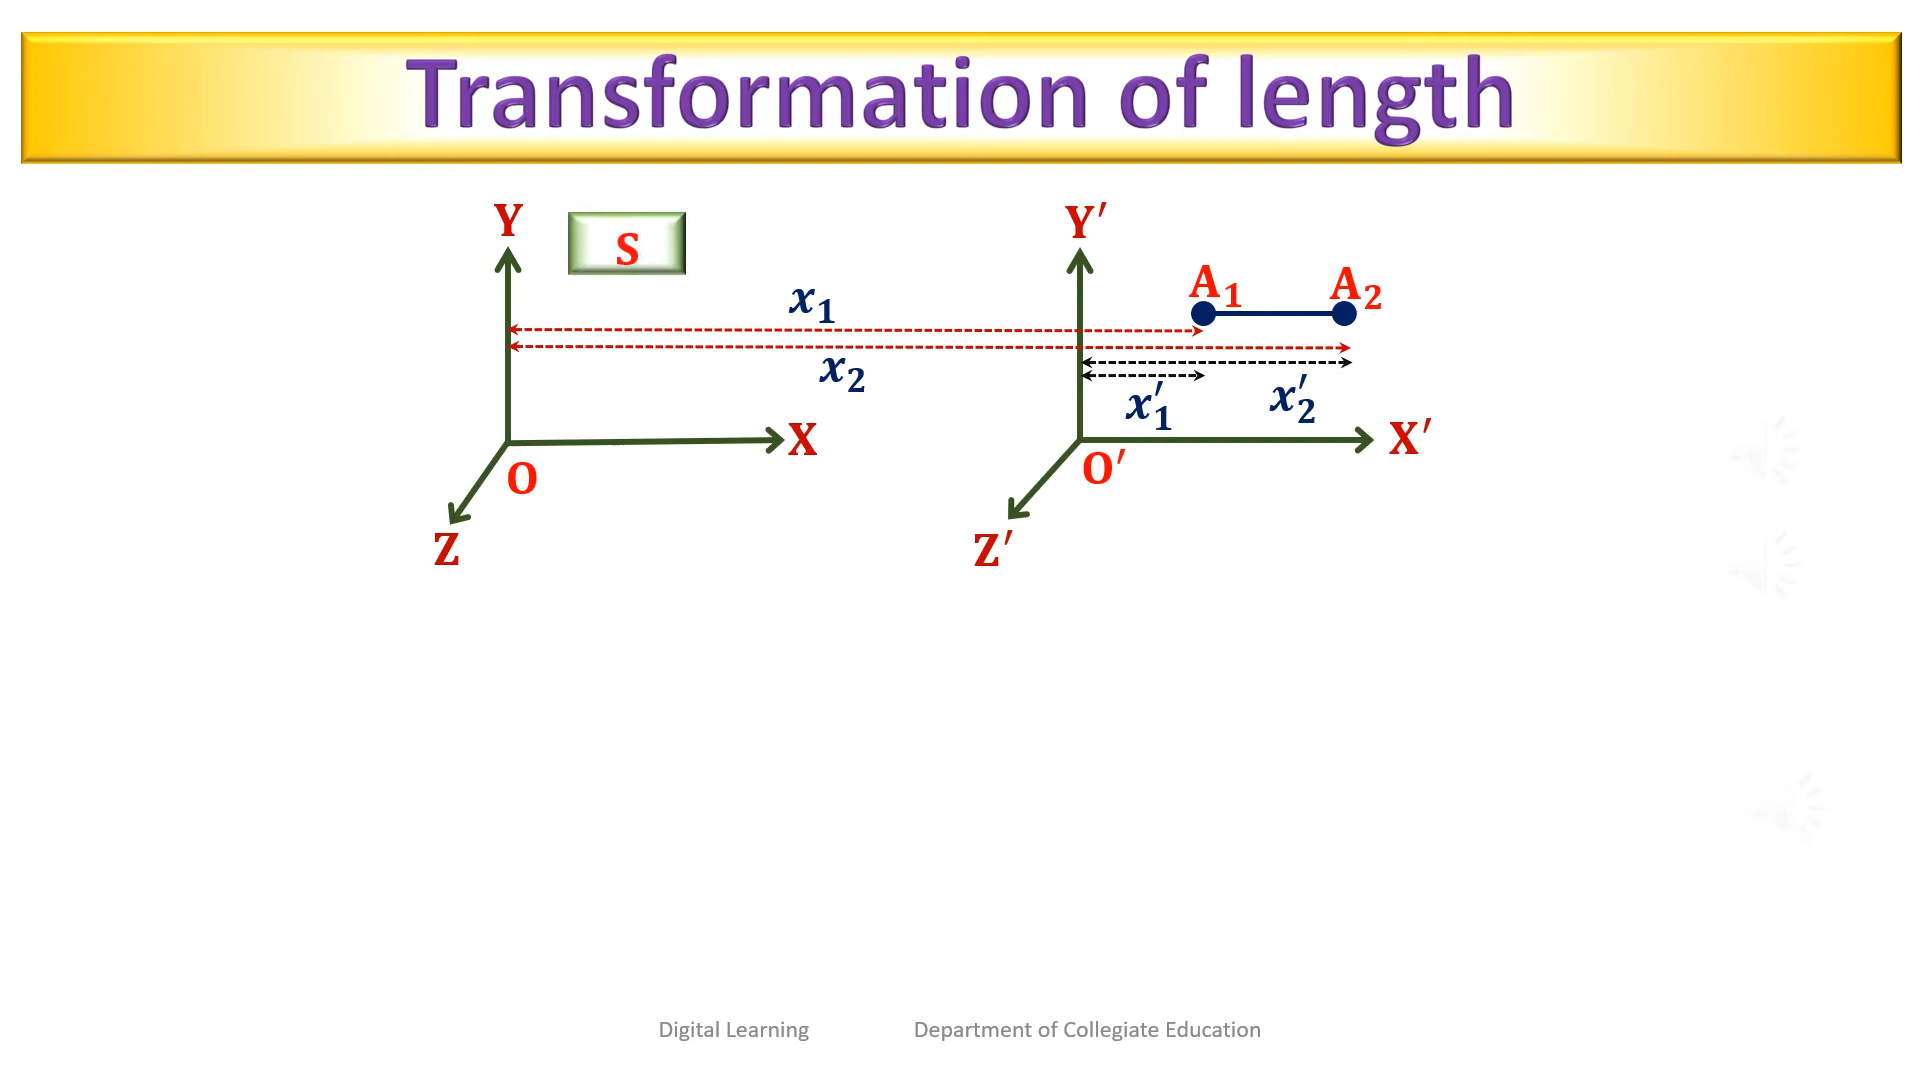 Transformation of length
Y
S
Y′
A₁ A₂
x₁
x₂
x′₁ x′₂
X
X′
O
O′
Z
Z′
Digital Learning Department of Collegiate Education